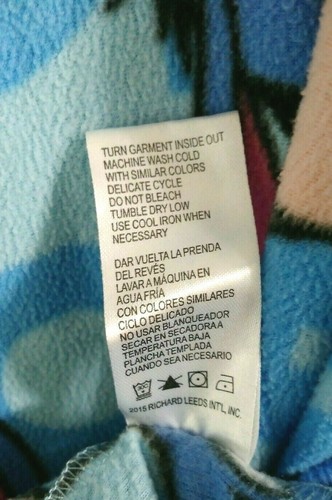 TURN GARMENT INSIDE OUT
MACHINE WASH COLD
WITH SIMILAR COLORS
DELICATE CYCLE
DO NOT BLEACH
TUMBLE DRY LOW
USE COOL IRON WHEN
NECESSARY
DAR VUELTA LA PRENDA
DEL REVÉS
LAVAR A MÁQUINA EN
AGUA FRÍA
CON COLORES SIMILARES
CICLO DELICADO
NO USAR BLANQUEADOR
SECAR EN SECADORA A
TEMPERATURA BAJA
PLANCHA TEMPLADA
CUANDO SEA NECESARIO
2015 RICHARD LEEDS INT'L, INC.